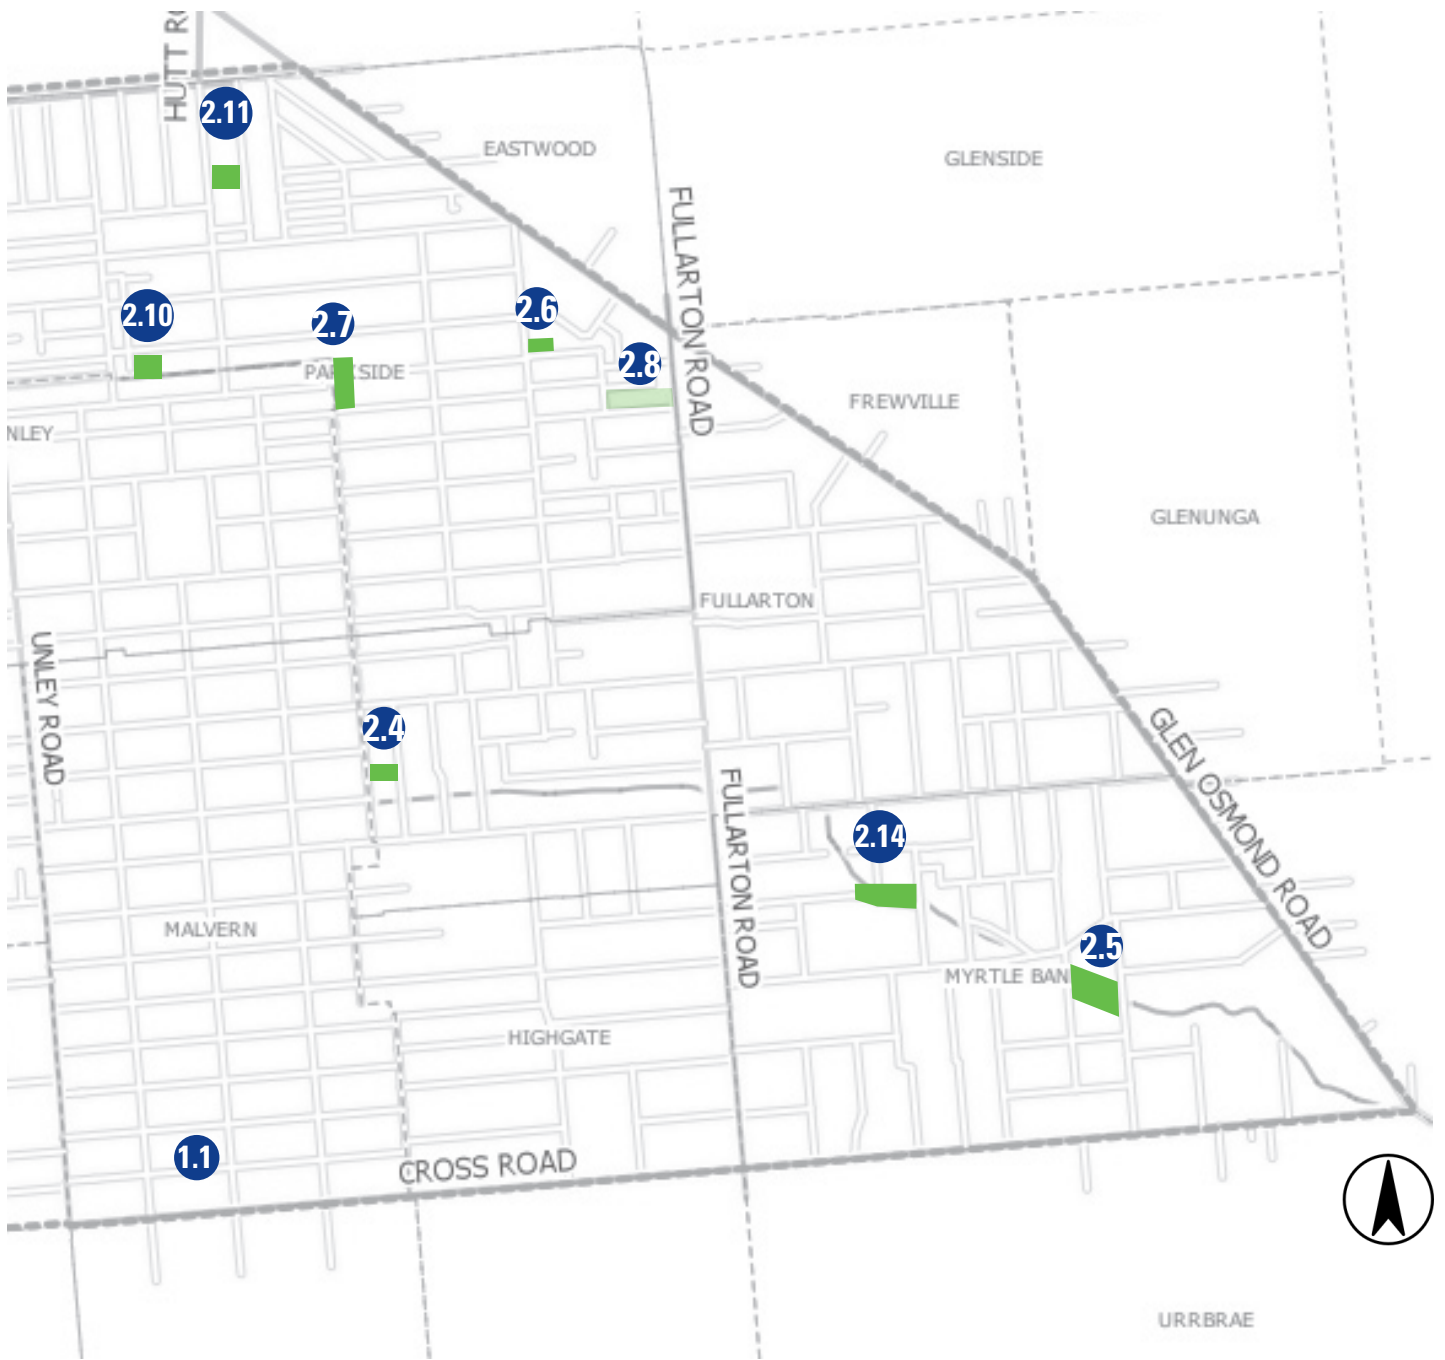 HUTT RO
2.11
EASTWOOD
GLENSIDE
FULLARTON ROAD
2.10
2.7
2.6
2.8
PARKSIDE
FREWVILLE
NLEY
GLENUNGA
FULLARTON
UNLEY ROAD
2.4
GLEN OSMOND ROAD
FULLARTON ROAD
2.14
MALVERN
2.5
MYRTLE BAN
HIGHGATE
1.1
CROSS ROAD
URRBRAE